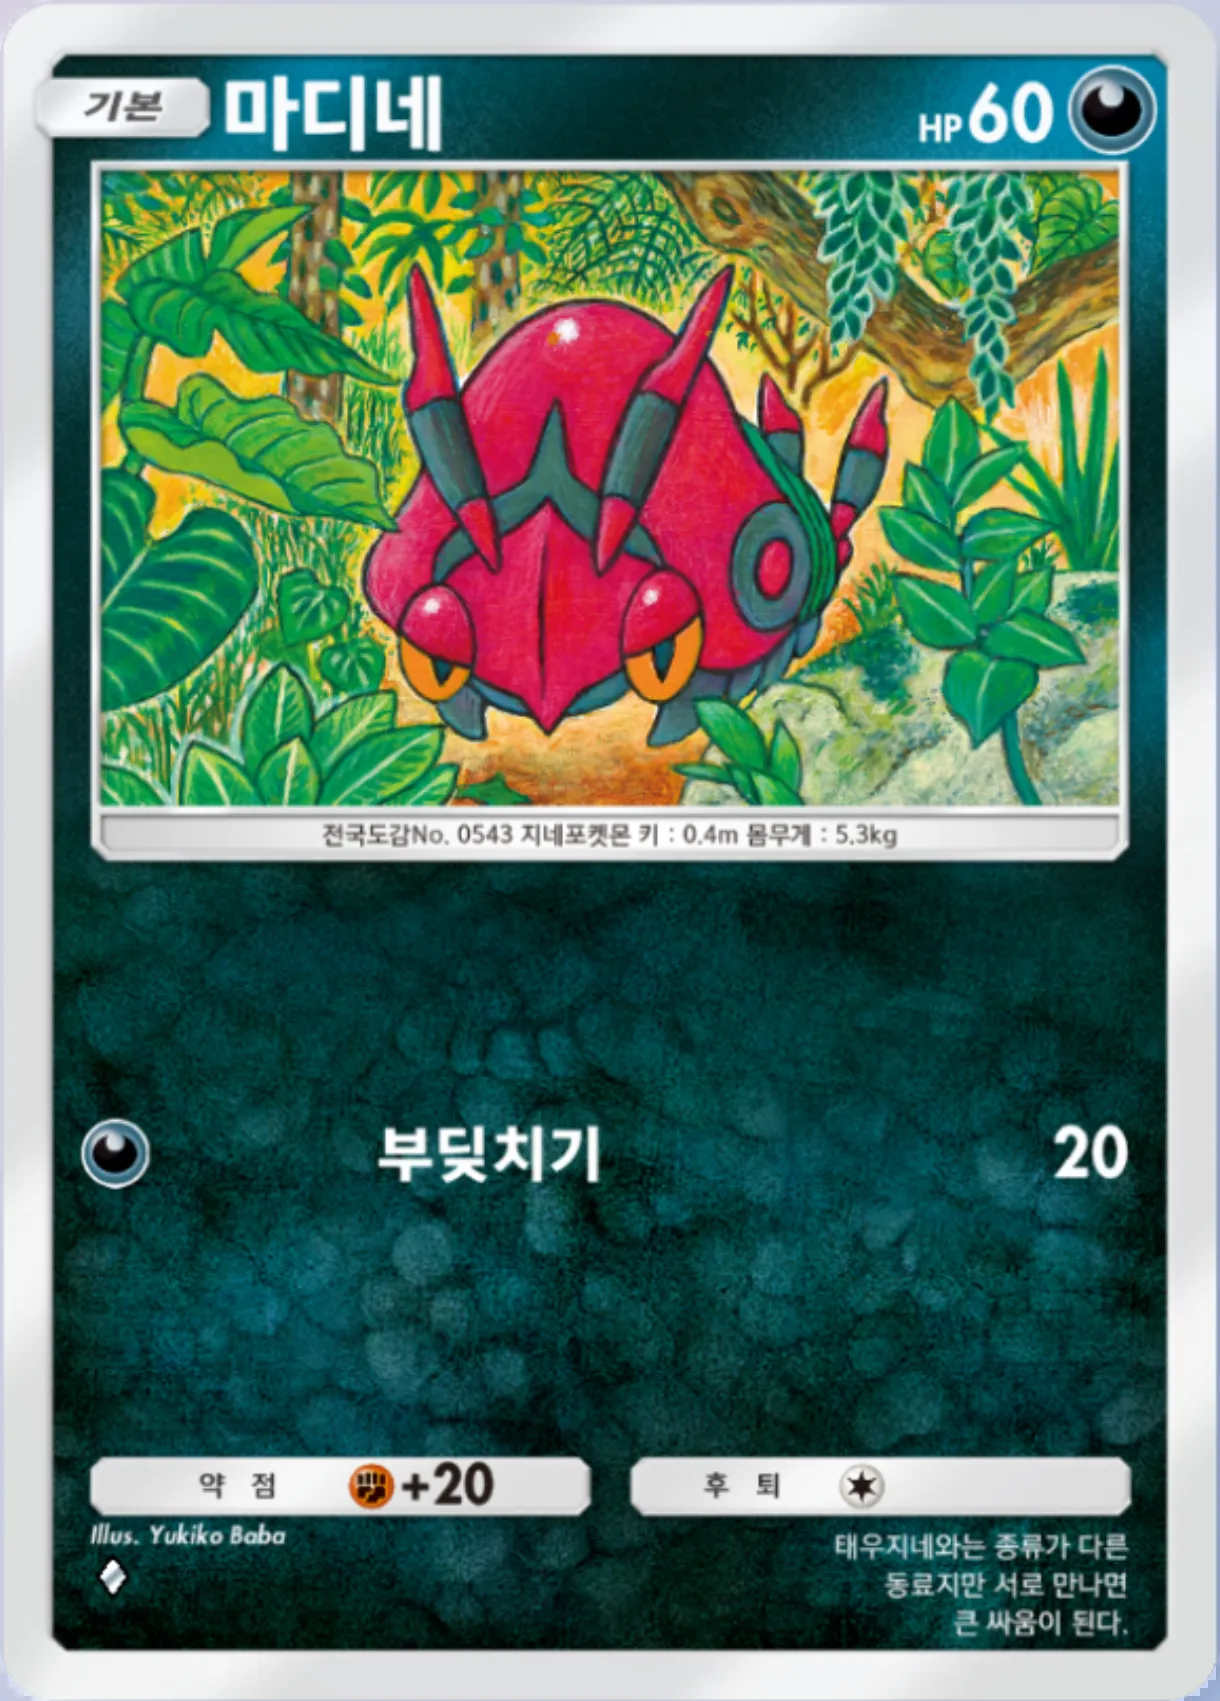 기본 마디네 HP 60
전국도감No. 0543 지네포켓몬 키 : 0.4m 몸무게 : 5.3kg
부딪치기 20
약점 +20 후퇴
Illus. Yukiko Baba
태우지네와는 종류가 다른
동료지만 서로 만나면
큰 싸움이 된다.